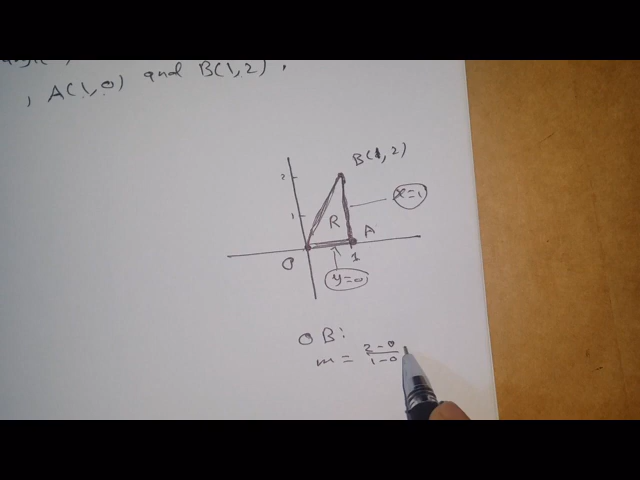 , A(1,0) and B(1,2).
B(1,2)
2
x=1
1
R
A
O
1
y=0
OB:
m = 2-0/1-0